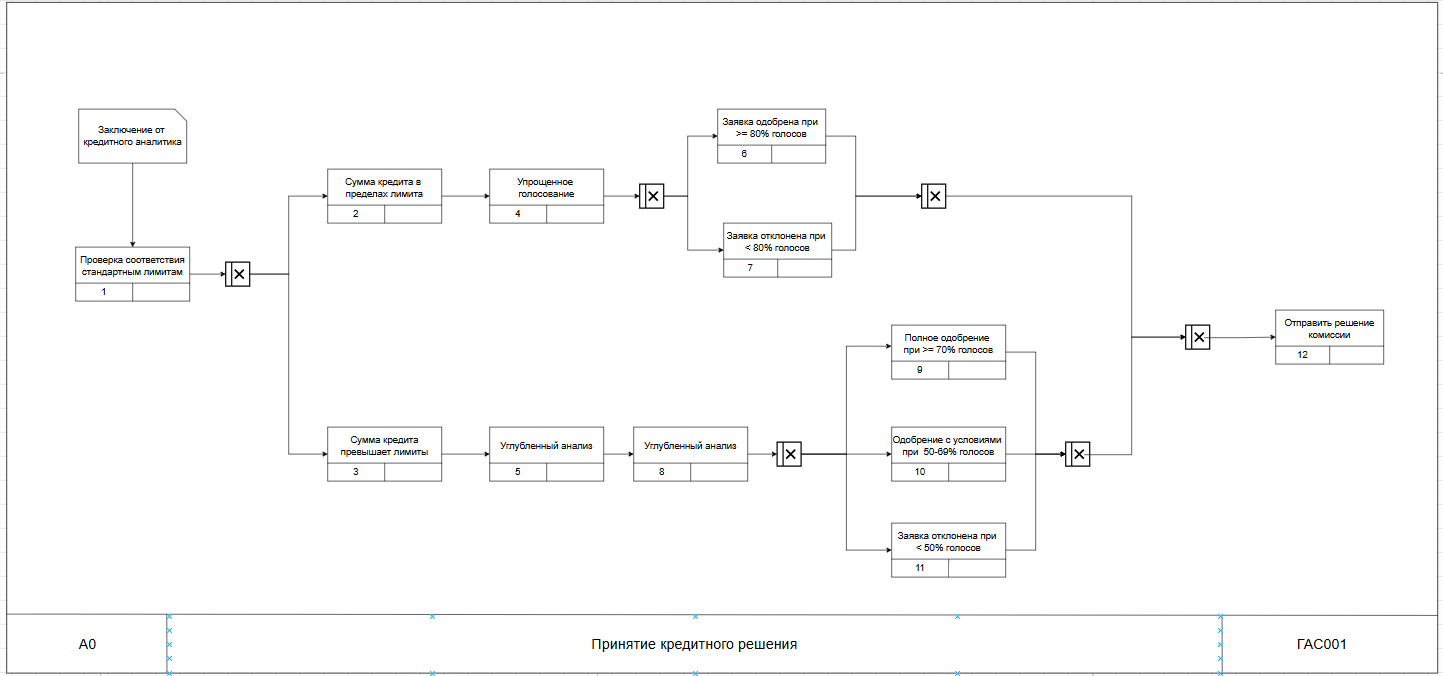 Заключение от
кредитного аналитика
Проверка соответствия
стандартным лимитам
1
Сумма кредита в
пределах лимита
2
Упрощенное
голосование
4
Заявка одобрена при
>= 80% голосов
6
Заявка отклонена при
< 80% голосов
7
Сумма кредита
превышает лимиты
3
Углубленный анализ
5
Углубленный анализ
8
Полное одобрение
при >= 70% голосов
9
Одобрение с условиями
при 50-69% голосов
10
Заявка отклонена при
< 50% голосов
11
Отправить решение
комиссии
12
А0
Принятие кредитного решения
ГАС001